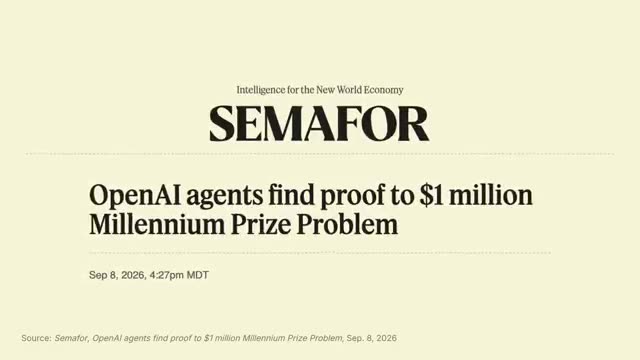 Intelligence for the New World Economy
SEMAFOR
OpenAI agents find proof to $1 million
Millennium Prize Problem
Sep 8, 2026, 4:27pm MDT
Source: Semafor, OpenAI agents find proof to $1 million Millennium Prize Problem, Sep. 8, 2026